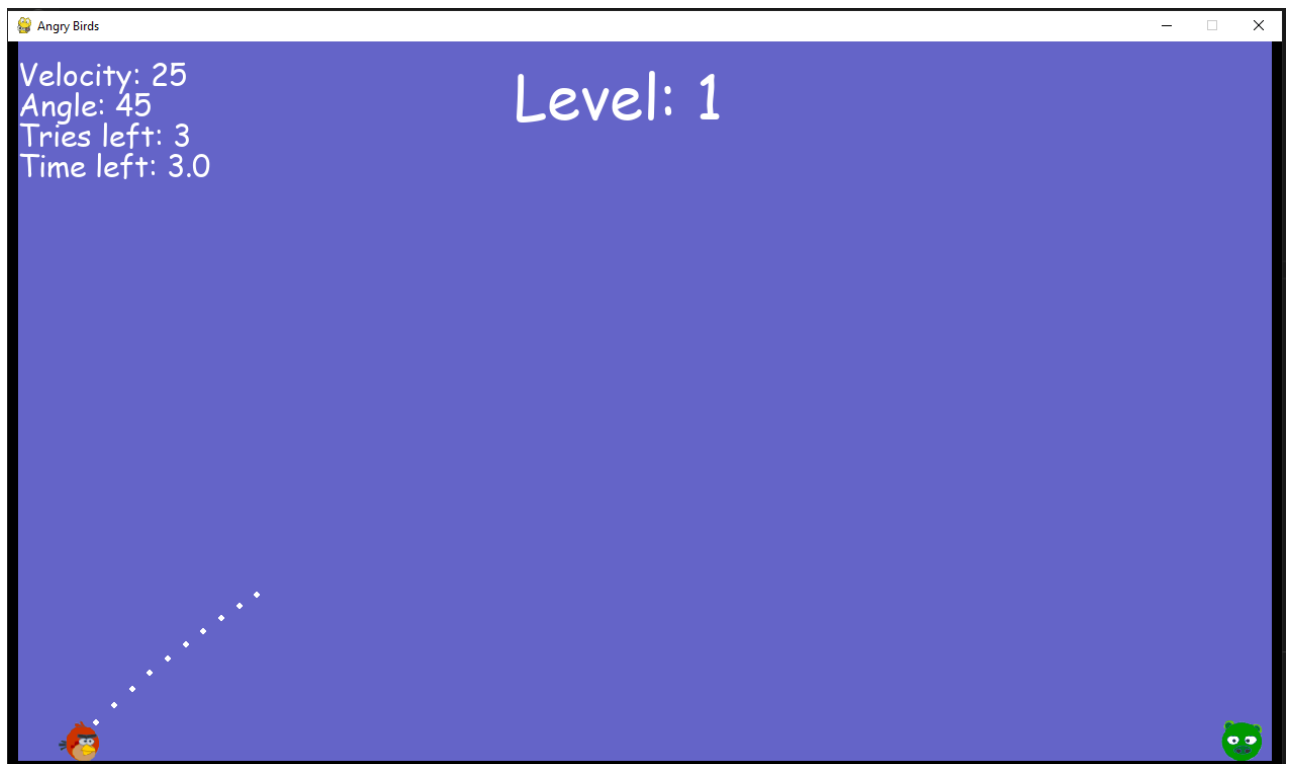 Angry Birds
Velocity: 25
Angle: 45
Tries left: 3
Time left: 3.0
Level: 1